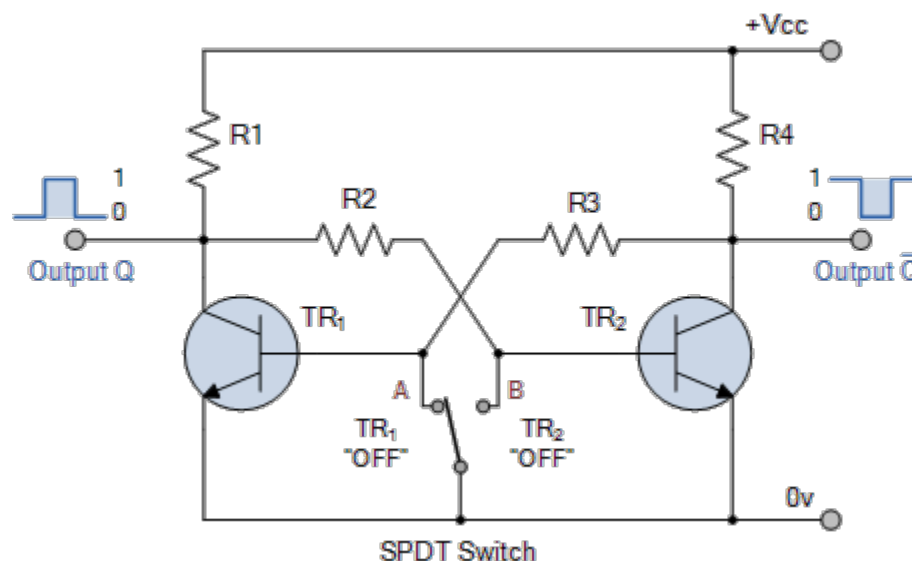 +Vcc
R1
R4
1
0
R2
R3
1
0
Output Q
Output Q̅
TR₁
TR₂
A
B
TR₁
"OFF"
TR₂
"OFF"
0v
SPDT Switch